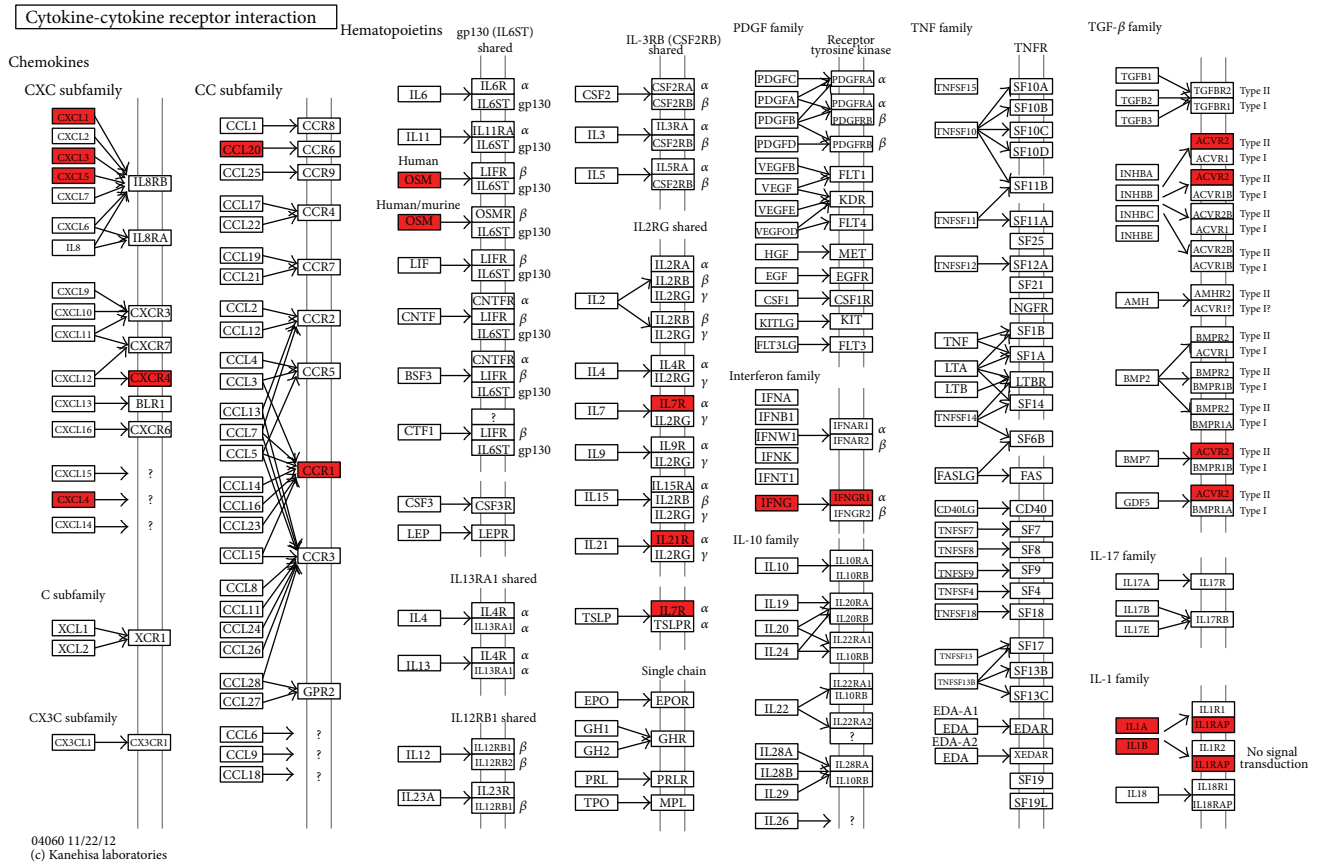 Cytokine-cytokine receptor interaction
Chemokines
CXC subfamily
CXCL1
CXCL2
CXCL3
CXCL5
CXCL7
CXCL6
IL8
IL8RB
IL8RA
CXCL9
CXCL10
CXCL11
CXCL12
CXCL13
CXCL16
CXCR3
CXCR7
CXCR4
BLR1
CXCR6
CXCL15 ?
CXCL4 ?
CXCL14 ?
C subfamily
XCL1
XCL2
XCR1
CX3C subfamily
CX3CL1
CX3CR1
CC subfamily
CCL1
CCL20
CCL25
CCL17
CCL22
CCL19
CCL21
CCL2
CCL12
CCL4
CCL3
CCL13
CCL7
CCL5
CCL14
CCL16
CCL23
CCL15
CCL8
CCL11
CCL24
CCL26
CCL28
CCL27
CCR8
CCR6
CCR9
CCR4
CCR7
CCR2
CCR5
CCR1
CCR3
GPR2
CCL6 ?
CCL9 ?
CCL18 ?
Hematopoietins
gp130 (IL6ST)
shared
IL6 IL6R α
IL6ST gp130
IL11 IL11RA α
IL6ST gp130
Human
OSM LIFR β
IL6ST gp130
Human/murine
OSM OSMR β
IL6ST gp130
LIF LIFR β
IL6ST gp130
CNTF CNTFR α
LIFR β
IL6ST gp130
BSF3 CNTFR α
LIFR β
IL6ST gp130
CTF1 ?
LIFR β
IL6ST gp130
CSF3 CSF3R
LEP LEPR
IL13RA1 shared
IL4 IL4R α
IL13RA1 α
IL13 IL4R α
IL13RA1 α
IL12RB1 shared
IL12 IL12RB1 β
IL12RB2 β
IL23A IL23R
IL12RB1 β
IL-3RB (CSF2RB)
shared
CSF2 CSF2RA α
CSF2RB β
IL3 IL3RA α
CSF2RB β
IL5 IL5RA α
CSF2RB β
IL2RG shared
IL2 IL2RA α
IL2RB β
IL2RG γ
IL2RB β
IL2RG γ
IL4 IL4R α
IL2RG γ
IL7 IL7R α
IL2RG γ
IL9 IL9R α
IL2RG γ
IL15 IL15RA α
IL2RB β
IL2RG γ
IL21 IL21R α
IL2RG γ
TSLP IL7R α
TSLPR α
Single chain
EPO EPOR
GH1
GH2
GHR
PRL PRLR
TPO MPL
PDGF family
Receptor
tyrosine kinase
PDGFC
PDGFA
PDGFB
PDGFD
PDGFRA α
PDGFRA α
PDGFRB β
PDGFRB β
VEGFB
VEGF
VEGFE
VEGFOD
FLT1
KDR
FLT4
HGF MET
EGF EGFR
CSF1 CSF1R
KITLG KIT
FLT3LG FLT3
Interferon family
IFNA
IFNB1
IFNW1
IFNK
IFNT1
IFNAR1 α
IFNAR2 β
IFNG IFNGR1 α
IFNGR2 β
IL-10 family
IL10 IL10RA
IL10RB
IL19
IL20
IL24
IL20RA
IL20RB
IL22RA1
IL10RB
IL22 IL22RA1
IL10RB
IL22RA2
?
IL28A
IL28B
IL29
IL28RA
IL10RB
IL26 ?
TNF family
TNFR
TNFSF15
TNFSF10
TNFSF11
SF10A
SF10B
SF10C
SF10D
SF11B
SF11A
SF25
TNFSF12 SF12A
SF21
NGFR
TNF
LTA
LTB
TNFSF14
SF1B
SF1A
LTBR
SF14
SF6B
FASLG FAS
CD40LG CD40
TNFSF7 SF7
TNFSF8 SF8
TNFSF9 SF9
TNFSF4 SF4
TNFSF18 SF18
TNFSF13 SF17
TNFSF13B SF13B
SF13C
EDA-A1
EDA EDAR
EDA-A2
EDA XEDAR
SF19
SF19L
TGF-β family
TGFB1
TGFB2
TGFB3
TGFBR2 Type II
TGFBR1 Type I
INHBA
INHBB
INHBC
INHBE
ACVR2 Type II
ACVR1 Type I
ACVR2 Type II
ACVR1B Type I
ACVR2B Type II
ACVR1 Type I
ACVR2B Type II
ACVR1B Type I
AMH AMHR2 Type II
ACVR1? Type I?
BMP2 BMPR2 Type II
ACVR1 Type I
BMPR2 Type II
BMPR1B Type I
BMPR2 Type II
BMPR1A Type I
BMP7 ACVR2 Type II
BMPR1B Type I
GDF5 ACVR2 Type II
BMPR1A Type I
IL-17 family
IL17A IL17R
IL17B
IL17E
IL17RB
IL-1 family
IL1A
IL1B
IL1R1
IL1RAP
IL1R2
IL1RAP
No signal
transduction
IL18 IL18R1
IL18RAP
04060 11/22/12
(c) Kanehisa laboratories